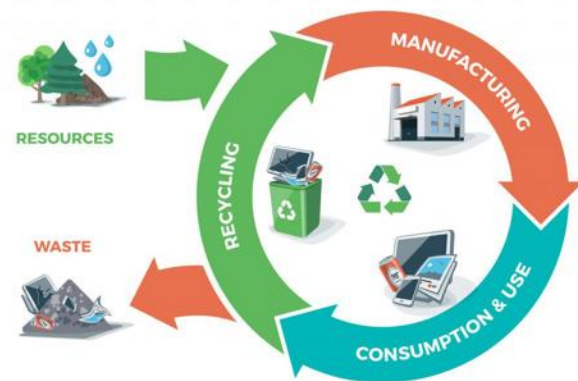 RESOURCES
MANUFACTURING
RECYCLING
WASTE
CONSUMPTION & USE